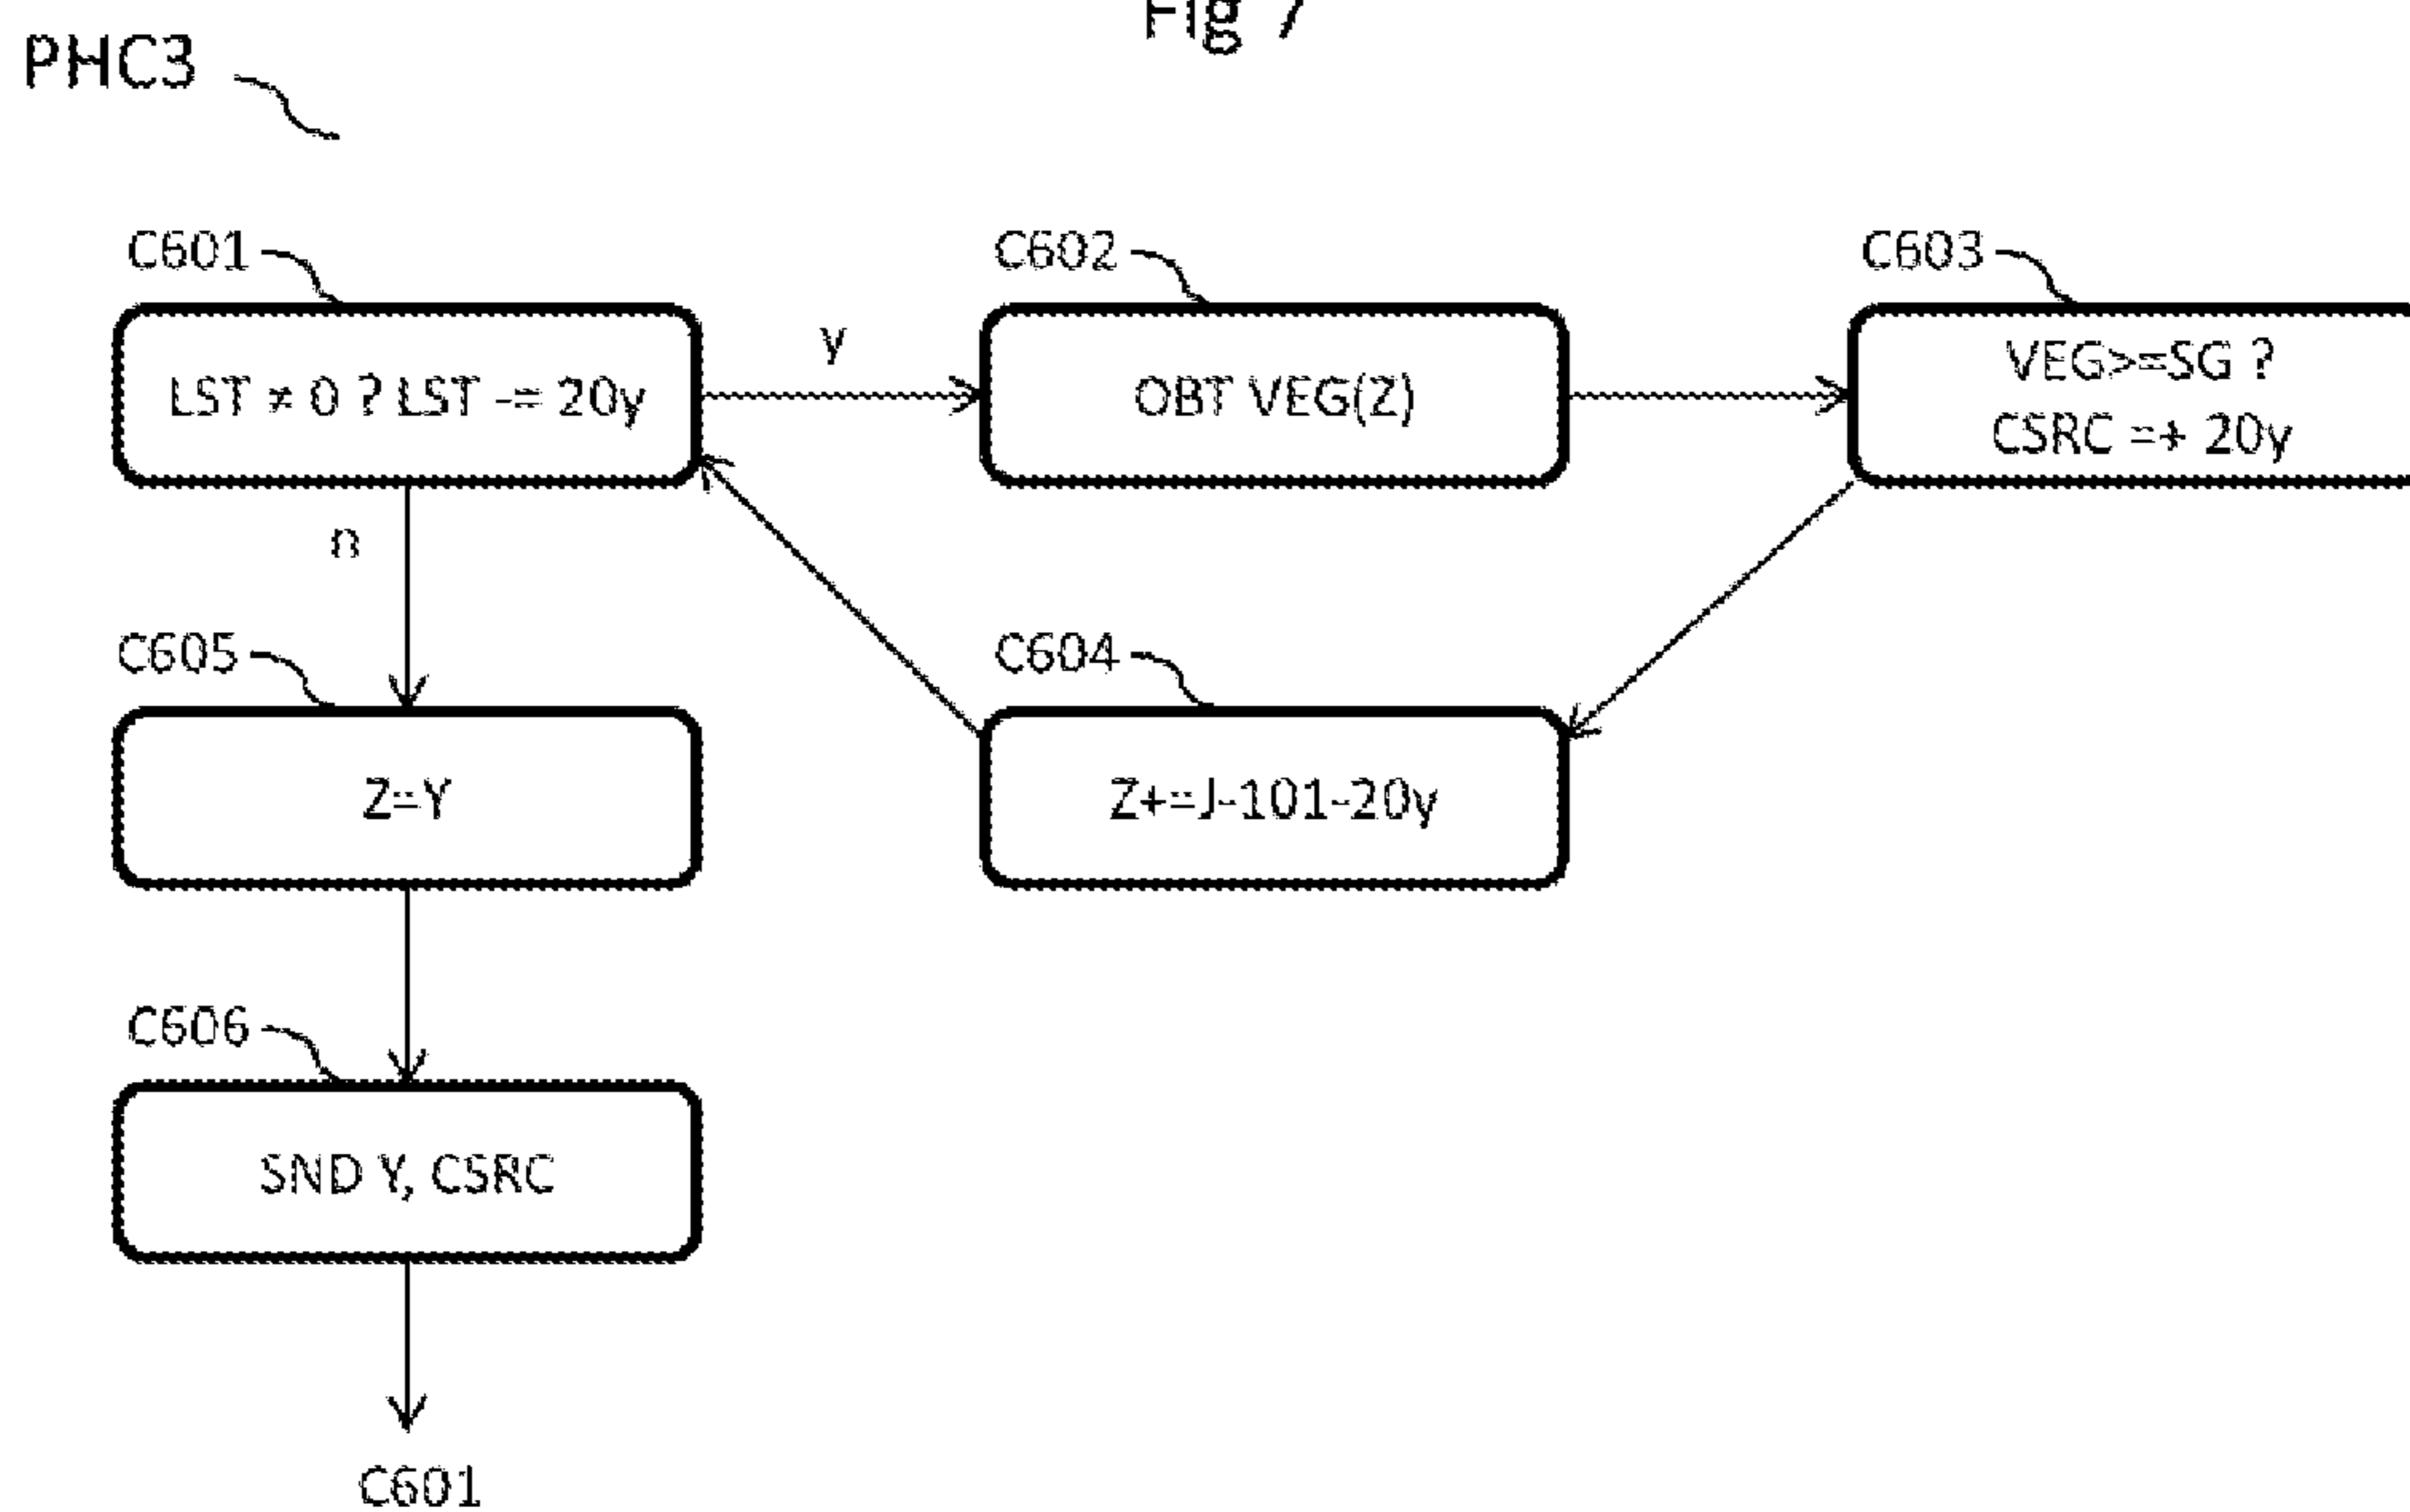 Fig 7
PHC3
C601
C602
C603
LST ≠ 0 ? LST -= 20y
y
OBT VEG(Z)
VEG>=SG ?
CSRC =+ 20y
n
C605
C604
Z=Y
Z+=J-101-20y
C606
SND Y, CSRC
C601